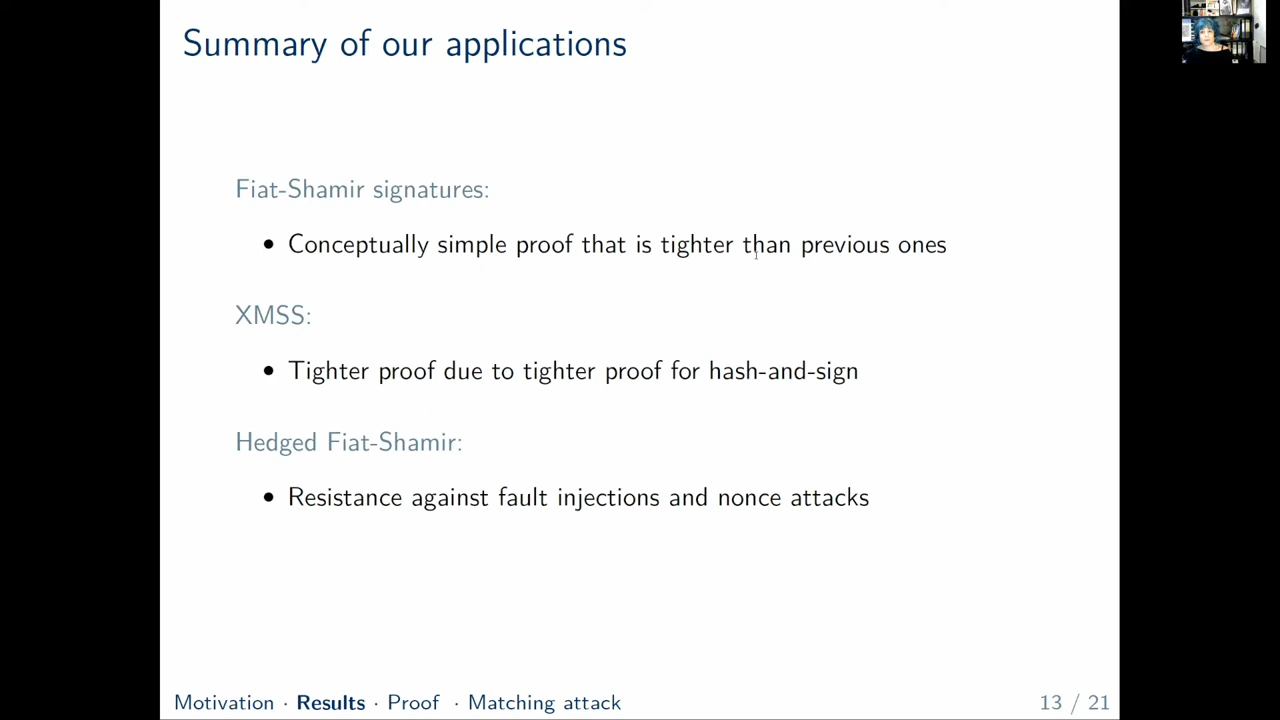 Summary of our applications
Fiat-Shamir signatures:
• Conceptually simple proof that is tighter than previous ones
XMSS:
• Tighter proof due to tighter proof for hash-and-sign
Hedged Fiat-Shamir:
• Resistance against fault injections and nonce attacks
Motivation · Results · Proof · Matching attack
13 / 21